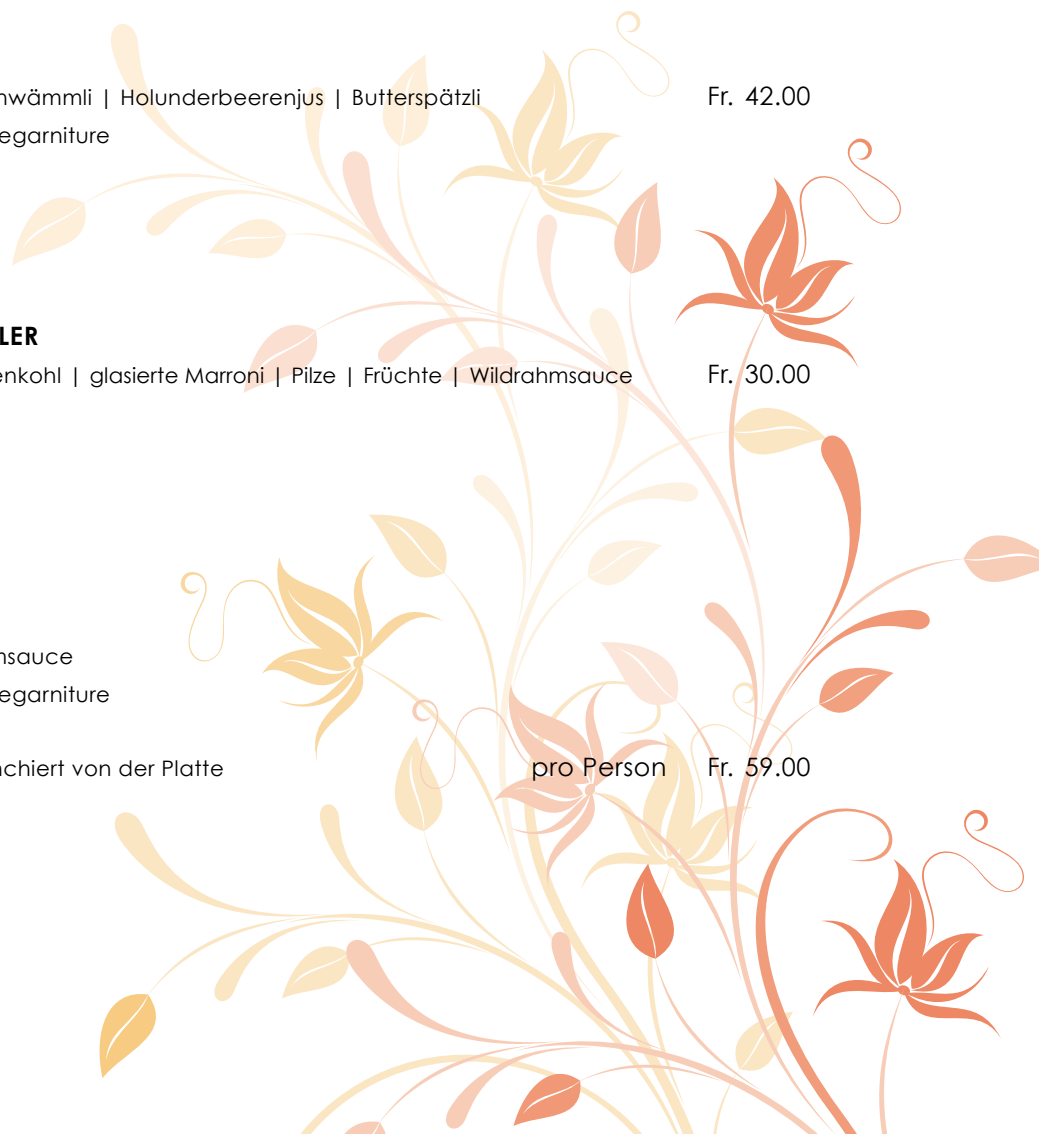 nwämmli | Holunderbeerenjus | Butterspätzli Fr. 42.00
egarniture
LER
enkohl | glasierte Marroni | Pilze | Früchte | Wildrahmsauce Fr. 30.00
nsauce
egarniture
nchiert von der Platte pro Person Fr. 59.00